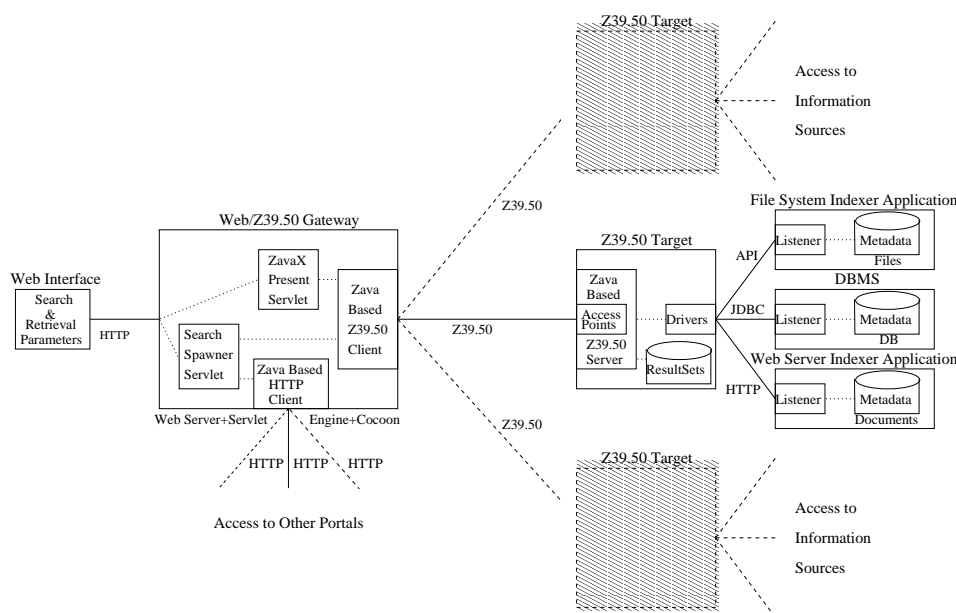 Z39.50 Target
Access to
Information
Sources
Z39.50
Web/Z39.50 Gateway
Web Interface
Search
&
Retrieval
Parameters
HTTP
ZavaX
Present
Servlet
Search
Spawner
Servlet
Zava Based
HTTP
Client
Zava
Based
Z39.50
Client
Web Server+Servlet
Engine+Cocoon
HTTP
HTTP
HTTP
Access to Other Portals
Z39.50
Z39.50 Target
Zava
Based
Access
Points
Z39.50
Server
Drivers
ResultSets
API
JDBC
HTTP
File System Indexer Application
Listener
Metadata
Files
DBMS
Listener
Metadata
DB
Web Server Indexer Application
Listener
Metadata
Documents
Z39.50
Z39.50 Target
Access to
Information
Sources